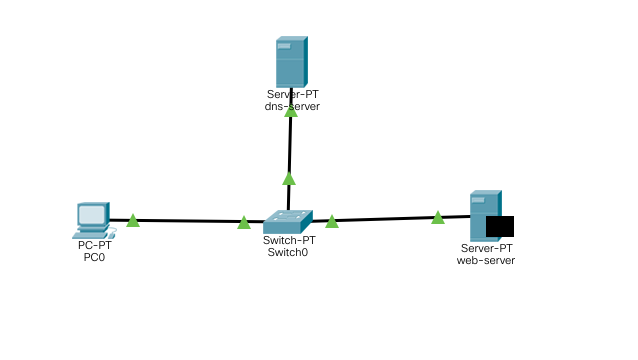 Server-PT
dns-server
PC-PT
PC0
Switch-PT
Switch0
Server-PT
web-server